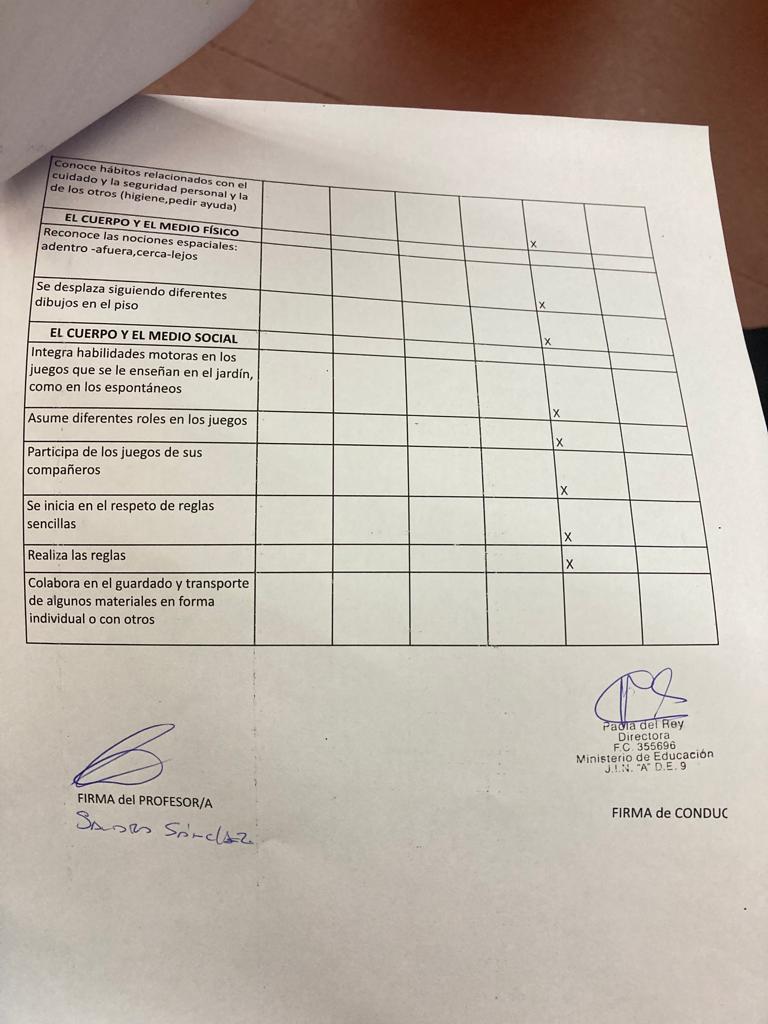 Conoce hábitos relacionados con el
cuidado y la seguridad personal y la
de los otros (higiene,pedir ayuda)
EL CUERPO Y EL MEDIO FÍSICO
x
Reconoce las nociones espaciales:
adentro -afuera,cerca-lejos
x
Se desplaza siguiendo diferentes
dibujos en el piso
EL CUERPO Y EL MEDIO SOCIAL
x
Integra habilidades motoras en los
juegos que se le enseñan en el jardín,
como en los espontáneos
x
Asume diferentes roles en los juegos
x
Participa de los juegos de sus
compañeros
x
Se inicia en el respeto de reglas
sencillas
x
Realiza las reglas
x
Colabora en el guardado y transporte
de algunos materiales en forma
individual o con otros
Paola del Rey
Directora
F.C. 355696
Ministerio de Educación
J.I.N. "A" D.E. 9
FIRMA del PROFESOR/A
FIRMA de CONDUC
Sánchez